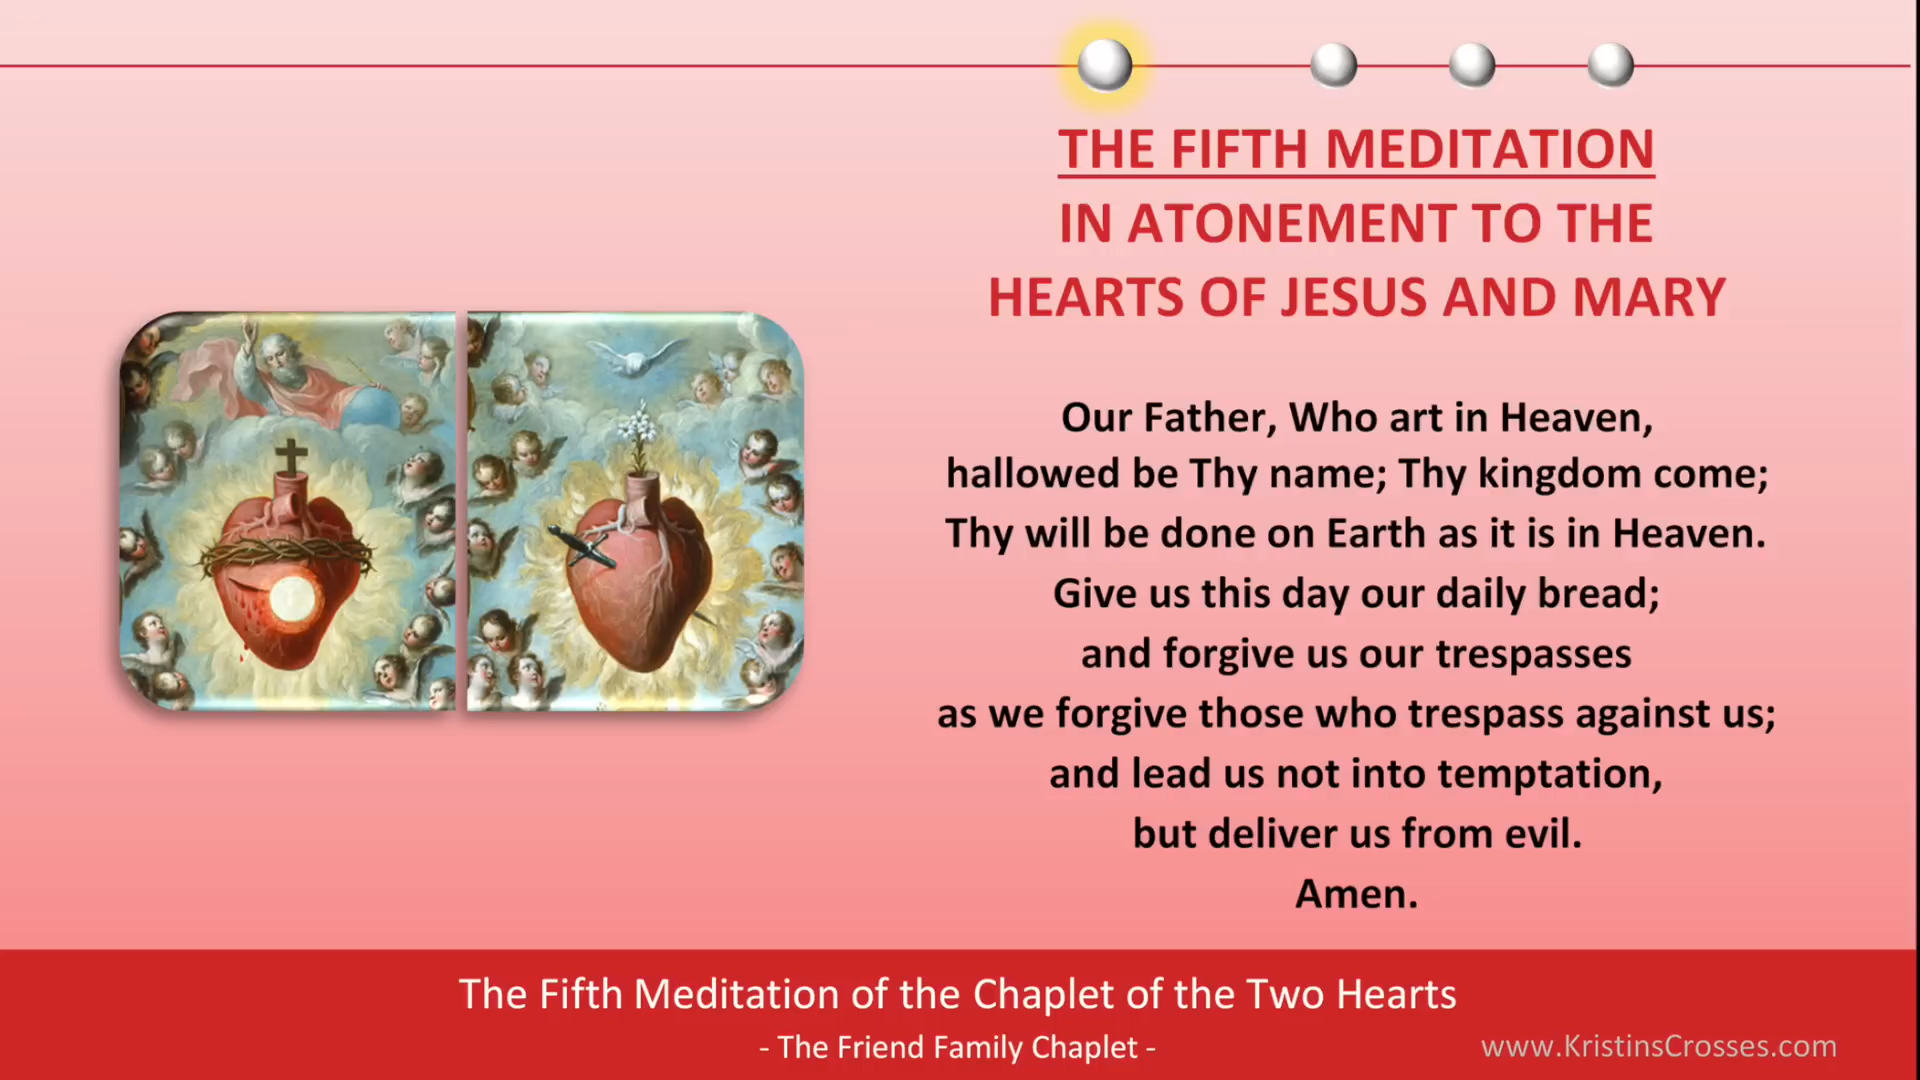 THE FIFTH MEDITATION
IN ATONEMENT TO THE
HEARTS OF JESUS AND MARY
Our Father, Who art in Heaven,
hallowed be Thy name; Thy kingdom come;
Thy will be done on Earth as it is in Heaven.
Give us this day our daily bread;
and forgive us our trespasses
as we forgive those who trespass against us;
and lead us not into temptation,
but deliver us from evil.
Amen.
The Fifth Meditation of the Chaplet of the Two Hearts
- The Friend Family Chaplet -
www.KristinsCrosses.com